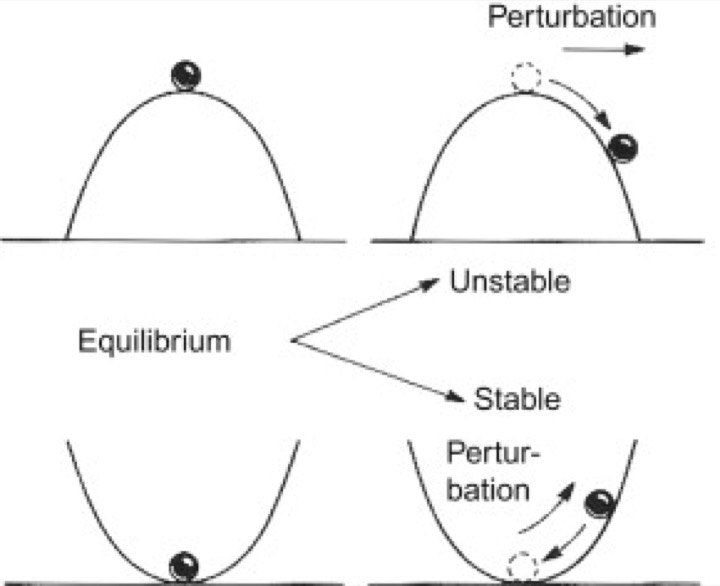 Perturbation
Unstable
Equilibrium
Stable
Pertur-
bation